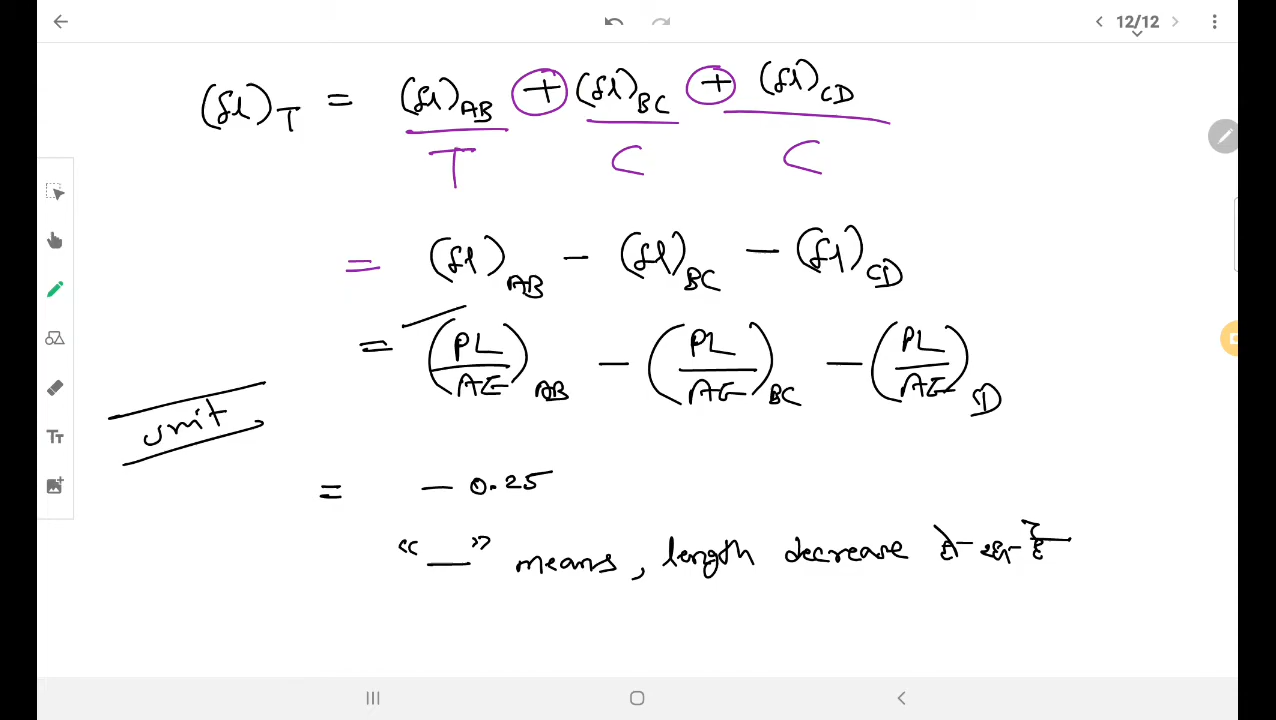 12/12
(δl)T = (δl)AB + (δl)BC + (δl)CD
T C C
= (δl)AB − (δl)BC − (δl)CD
= (PL/AE)AB − (PL/AE)BC − (PL/AE)CD
unit
= − 0.25
“—” means, length decrease
Tт